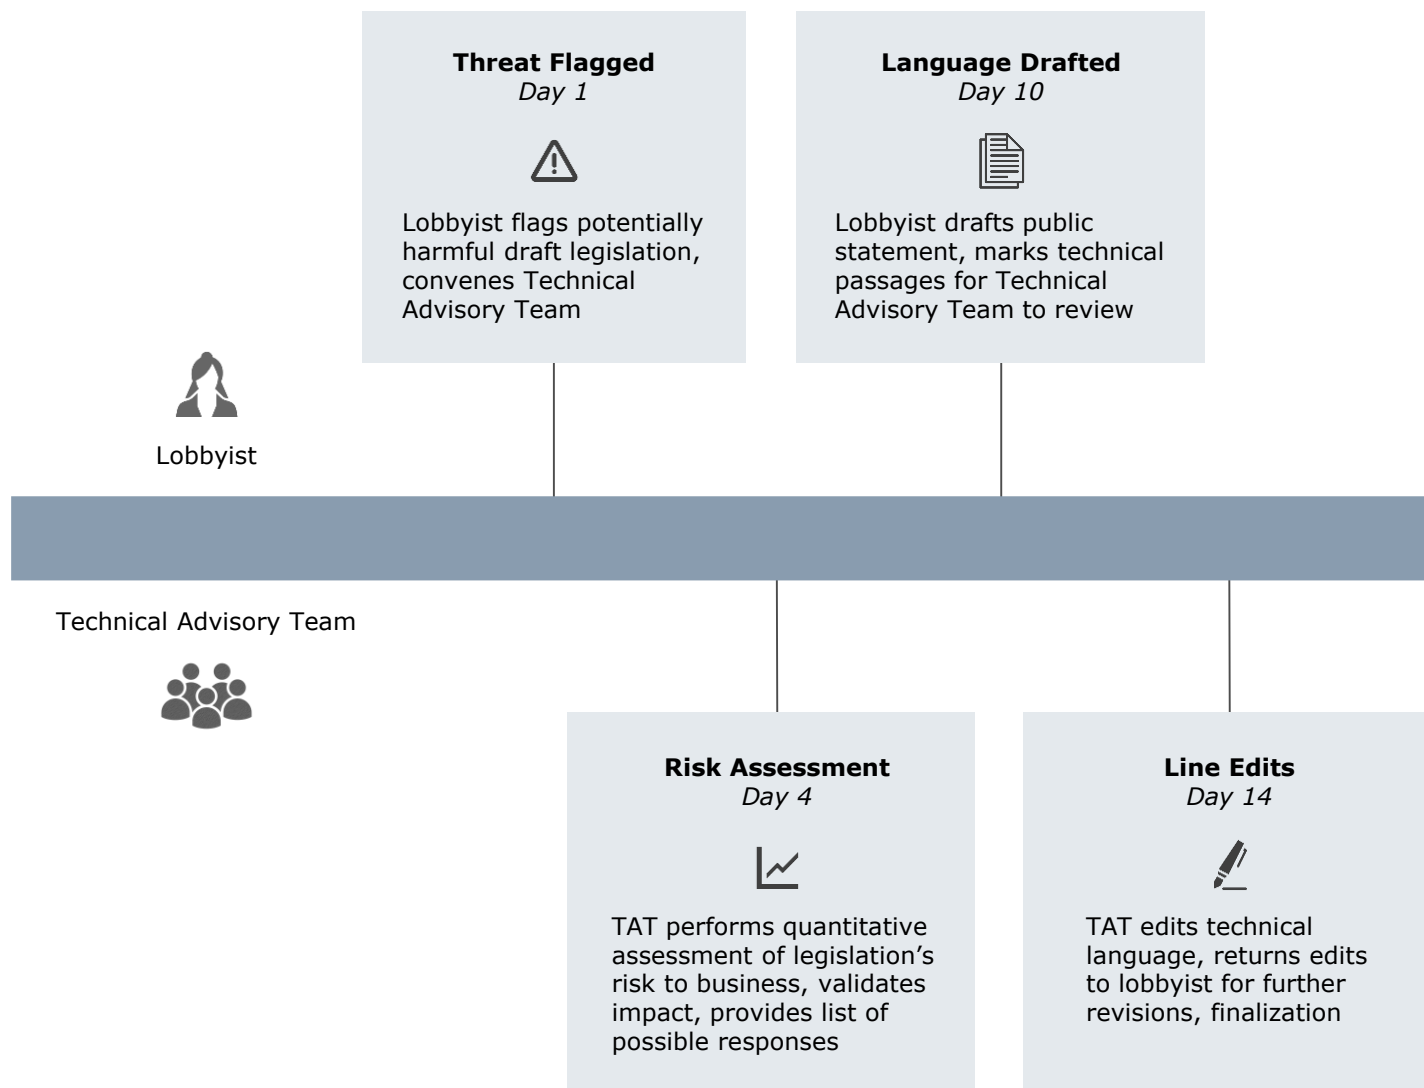 Threat Flagged
Day 1
Lobbyist flags potentially
harmful draft legislation,
convenes Technical
Advisory Team
Language Drafted
Day 10
Lobbyist drafts public
statement, marks technical
passages for Technical
Advisory Team to review
Lobbyist
Technical Advisory Team
Risk Assessment
Day 4
TAT performs quantitative
assessment of legislation’s
risk to business, validates
impact, provides list of
possible responses
Line Edits
Day 14
TAT edits technical
language, returns edits
to lobbyist for further
revisions, finalization